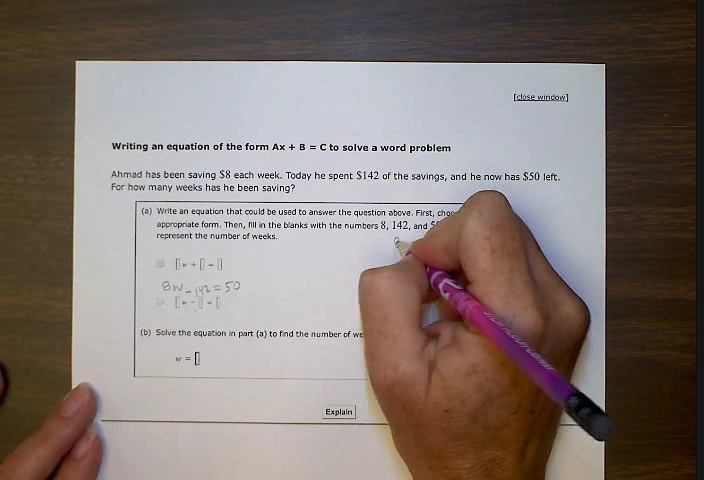 [close window]
Writing an equation of the form Ax + B = C to solve a word problem
Ahmad has been saving $8 each week. Today he spent $142 of the savings, and he now has $50 left.
For how many weeks has he been saving?
(a) Write an equation that could be used to answer the question above. First,
appropriate form. Then, fill in the blanks with the numbers 8, 142, and
represent the number of weeks.
8
[]w + [] = []
8w - 142 = 50
[]w - [] = []
(b) Solve the equation in part (a) to find the number of
w = []
Explain